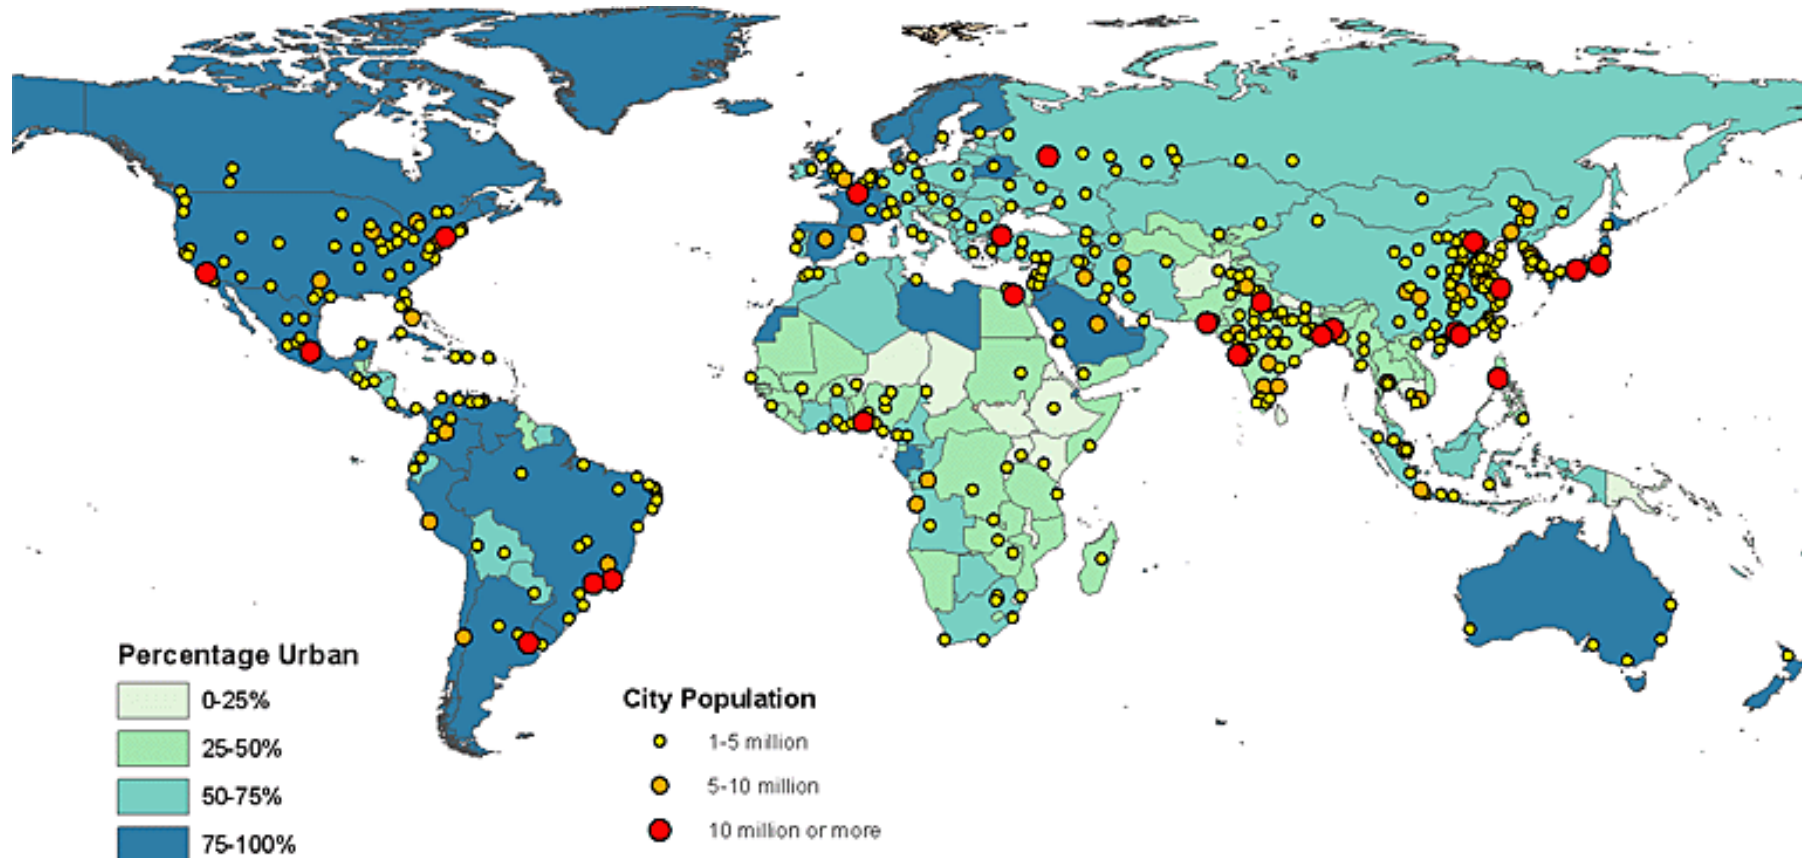 Percentage Urban
0-25%
25-50%
50-75%
75-100%
City Population
1-5 million
5-10 million
10 million or more